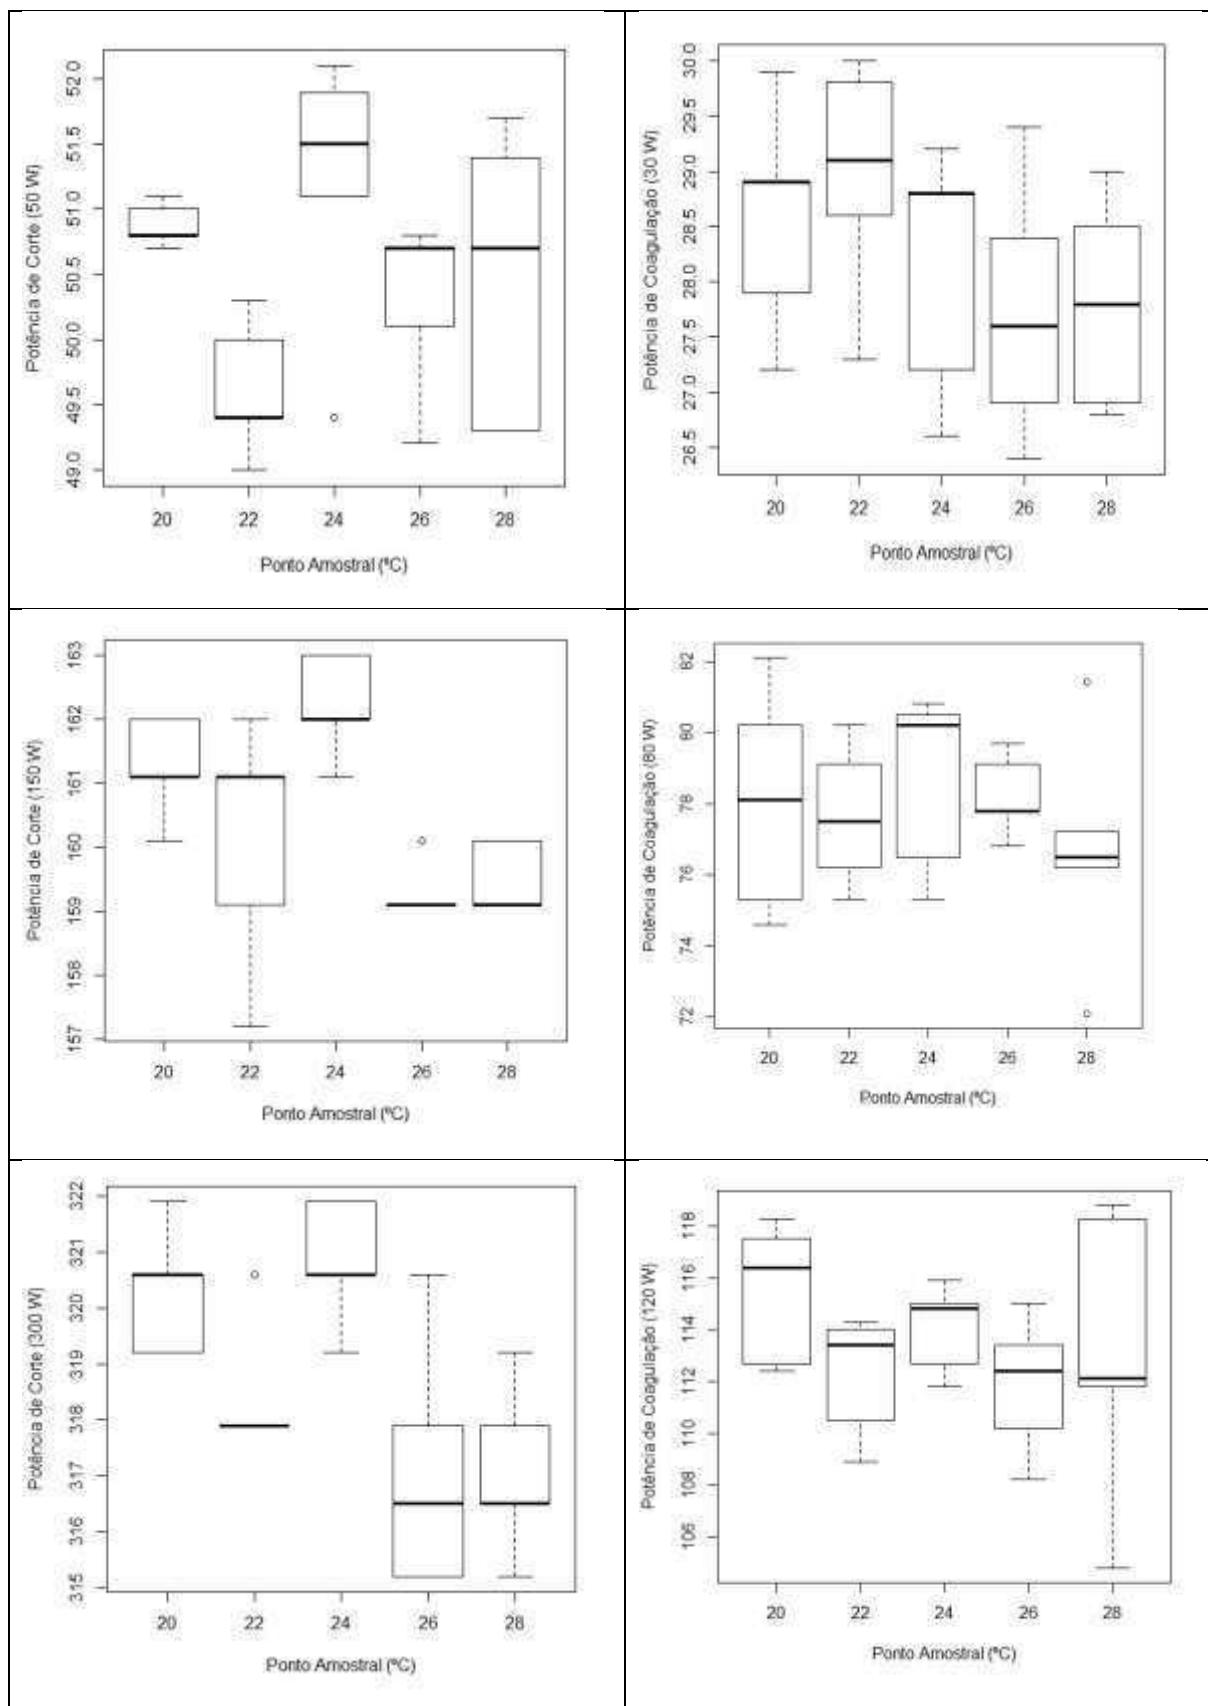 Potência de Corte (50 W)
52.0
51.5
51.0
50.5
50.0
49.5
49.0
20 22 24 26 28
Ponto Amostral (ºC)
Potência de Coagulação (30 W)
30.0
29.5
29.0
28.5
28.0
27.5
27.0
26.5
20 22 24 26 28
Ponto Amostral (ºC)
Potência de Corte (150 W)
163
162
161
160
159
158
157
20 22 24 26 28
Ponto Amostral (ºC)
Potência de Coagulação (80 W)
82
80
78
76
74
72
20 22 24 26 28
Ponto Amostral (ºC)
Potência de Corte (300 W)
322
321
320
319
318
317
316
315
20 22 24 26 28
Ponto Amostral (ºC)
Potência de Coagulação (120 W)
118
116
114
112
110
108
106
20 22 24 26 28
Ponto Amostral (ºC)